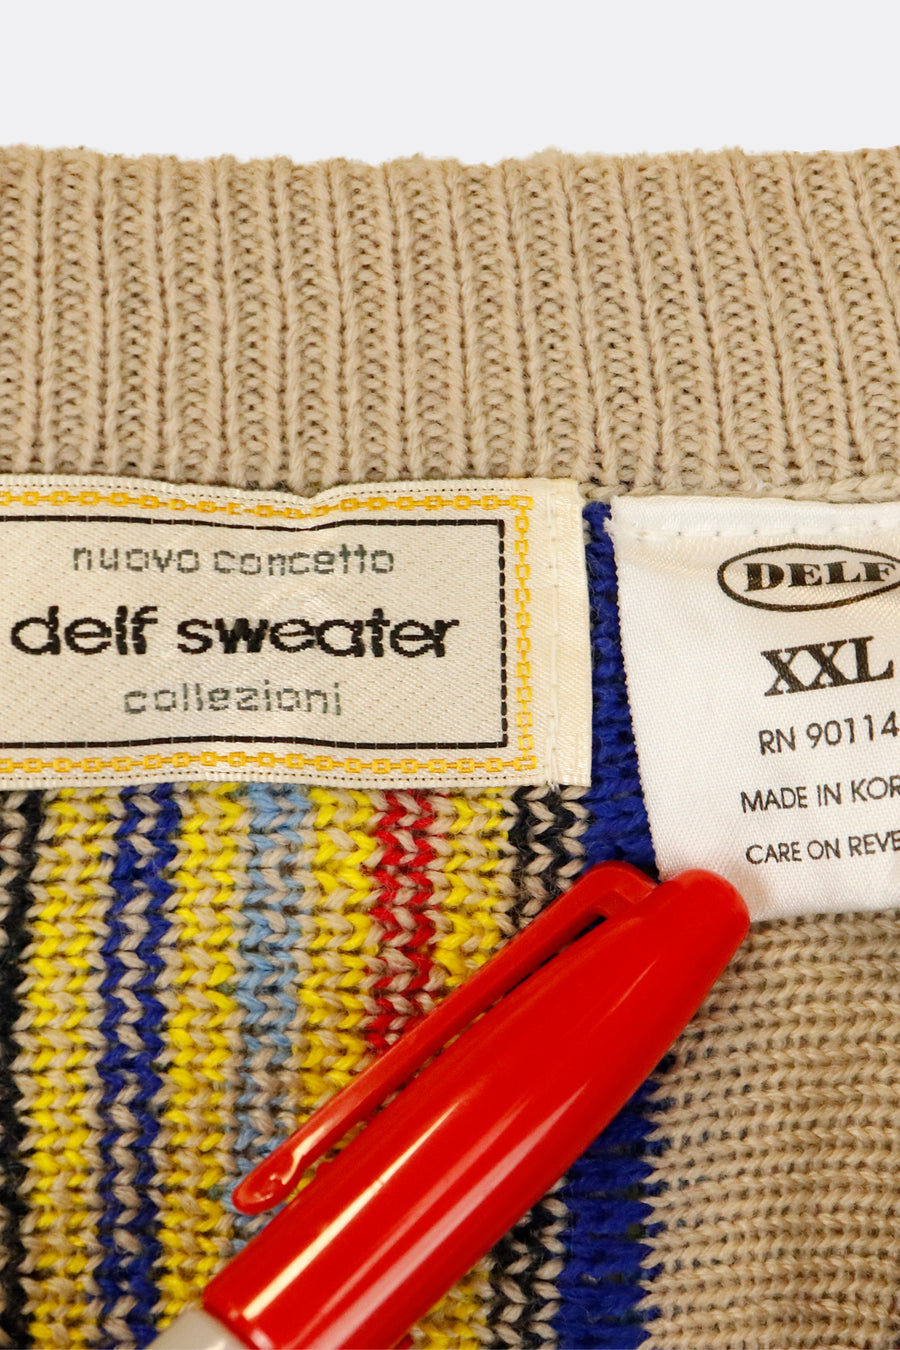 nuovo concetto
delf sweater
collezioni
DELF
XXL
RN 90114
MADE IN KOR
CARE ON REVE